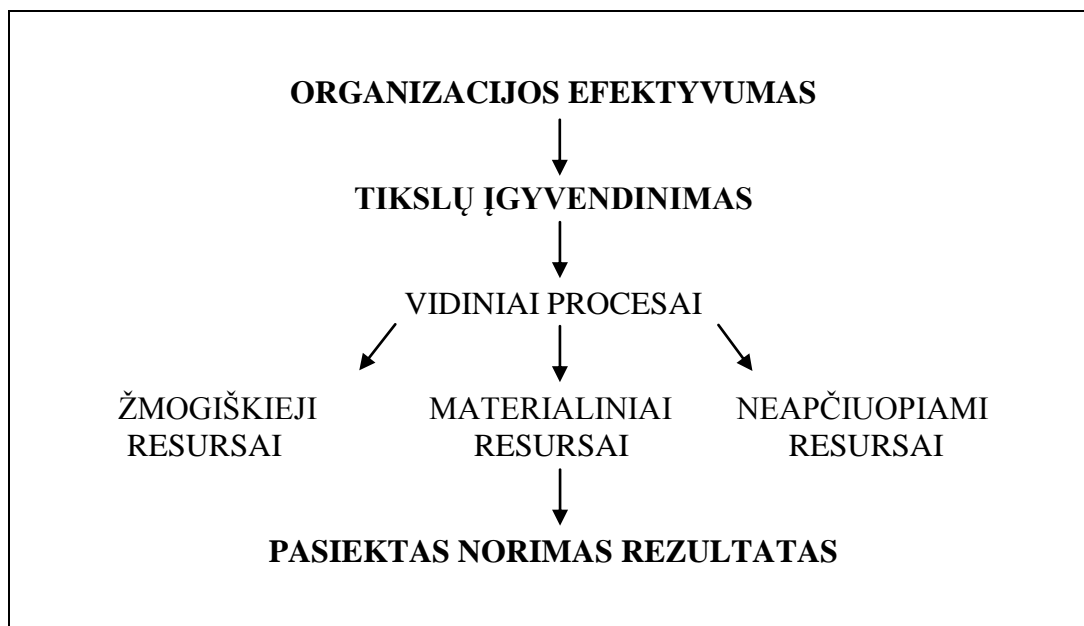 ORGANIZACIJOS EFEKTYVUMAS
TIKSLŲ ĮGYVENDINIMAS
VIDINIAI PROCESAI
ŽMOGIŠKIEJI
RESURSAI
MATERIALINIAI
RESURSAI
NEAPČIUOPIAMI
RESURSAI
PASIEKTAS NORIMAS REZULTATAS